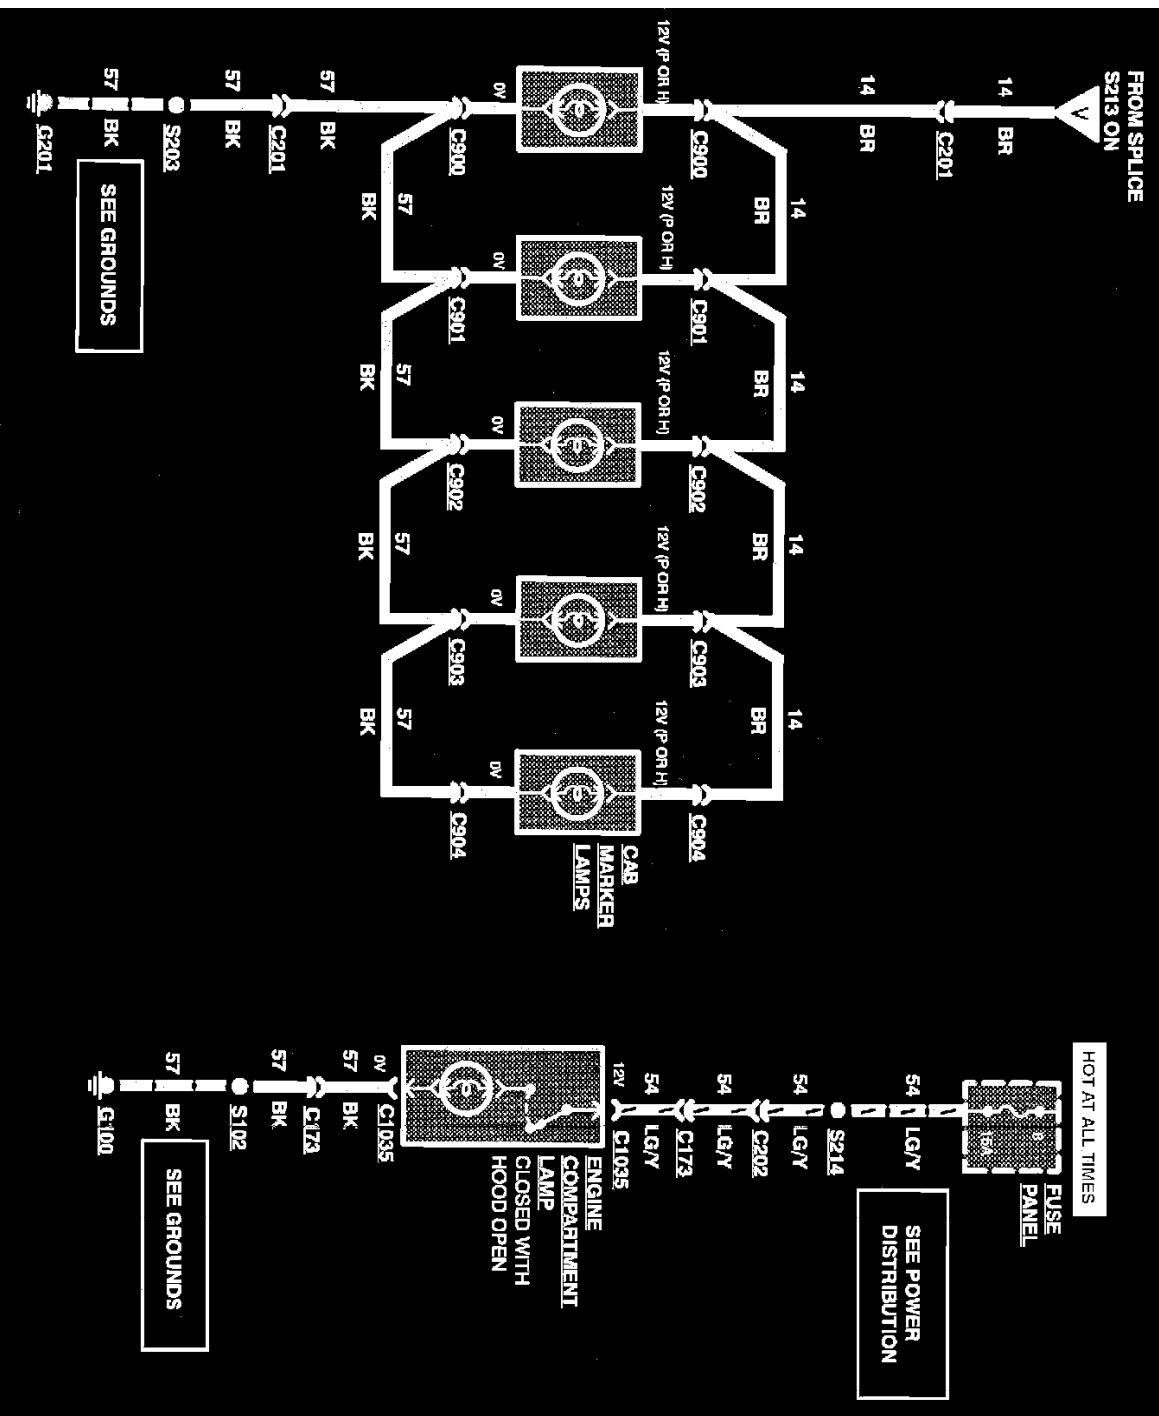 FROM SPLICE
S213 ON
V
14
BR
C201
14
BR
C900
12V (P OR H)
0V
C900
57
BK
C201
57
BK
S203
57
BK
G201
SEE GROUNDS
14
BR
12V (P OR H)
C901
0V
C901
57
BK
14
BR
12V (P OR H)
C902
0V
C902
57
BK
14
BR
12V (P OR H)
C903
0V
C903
57
BK
14
BR
12V (P OR H)
C904
0V
C904
57
BK
CAB
MARKER
LAMPS
HOT AT ALL TIMES
FUSE
PANEL
8
15A
54
LG/Y
SEE POWER
DISTRIBUTION
S214
54
LG/Y
C202
54
LG/Y
C173
54
LG/Y
12V
C1035
ENGINE
COMPARTMENT
LAMP
CLOSED WITH
HOOD OPEN
0V
C1035
57
BK
C173
57
BK
S102
57
BK
G100
SEE GROUNDS